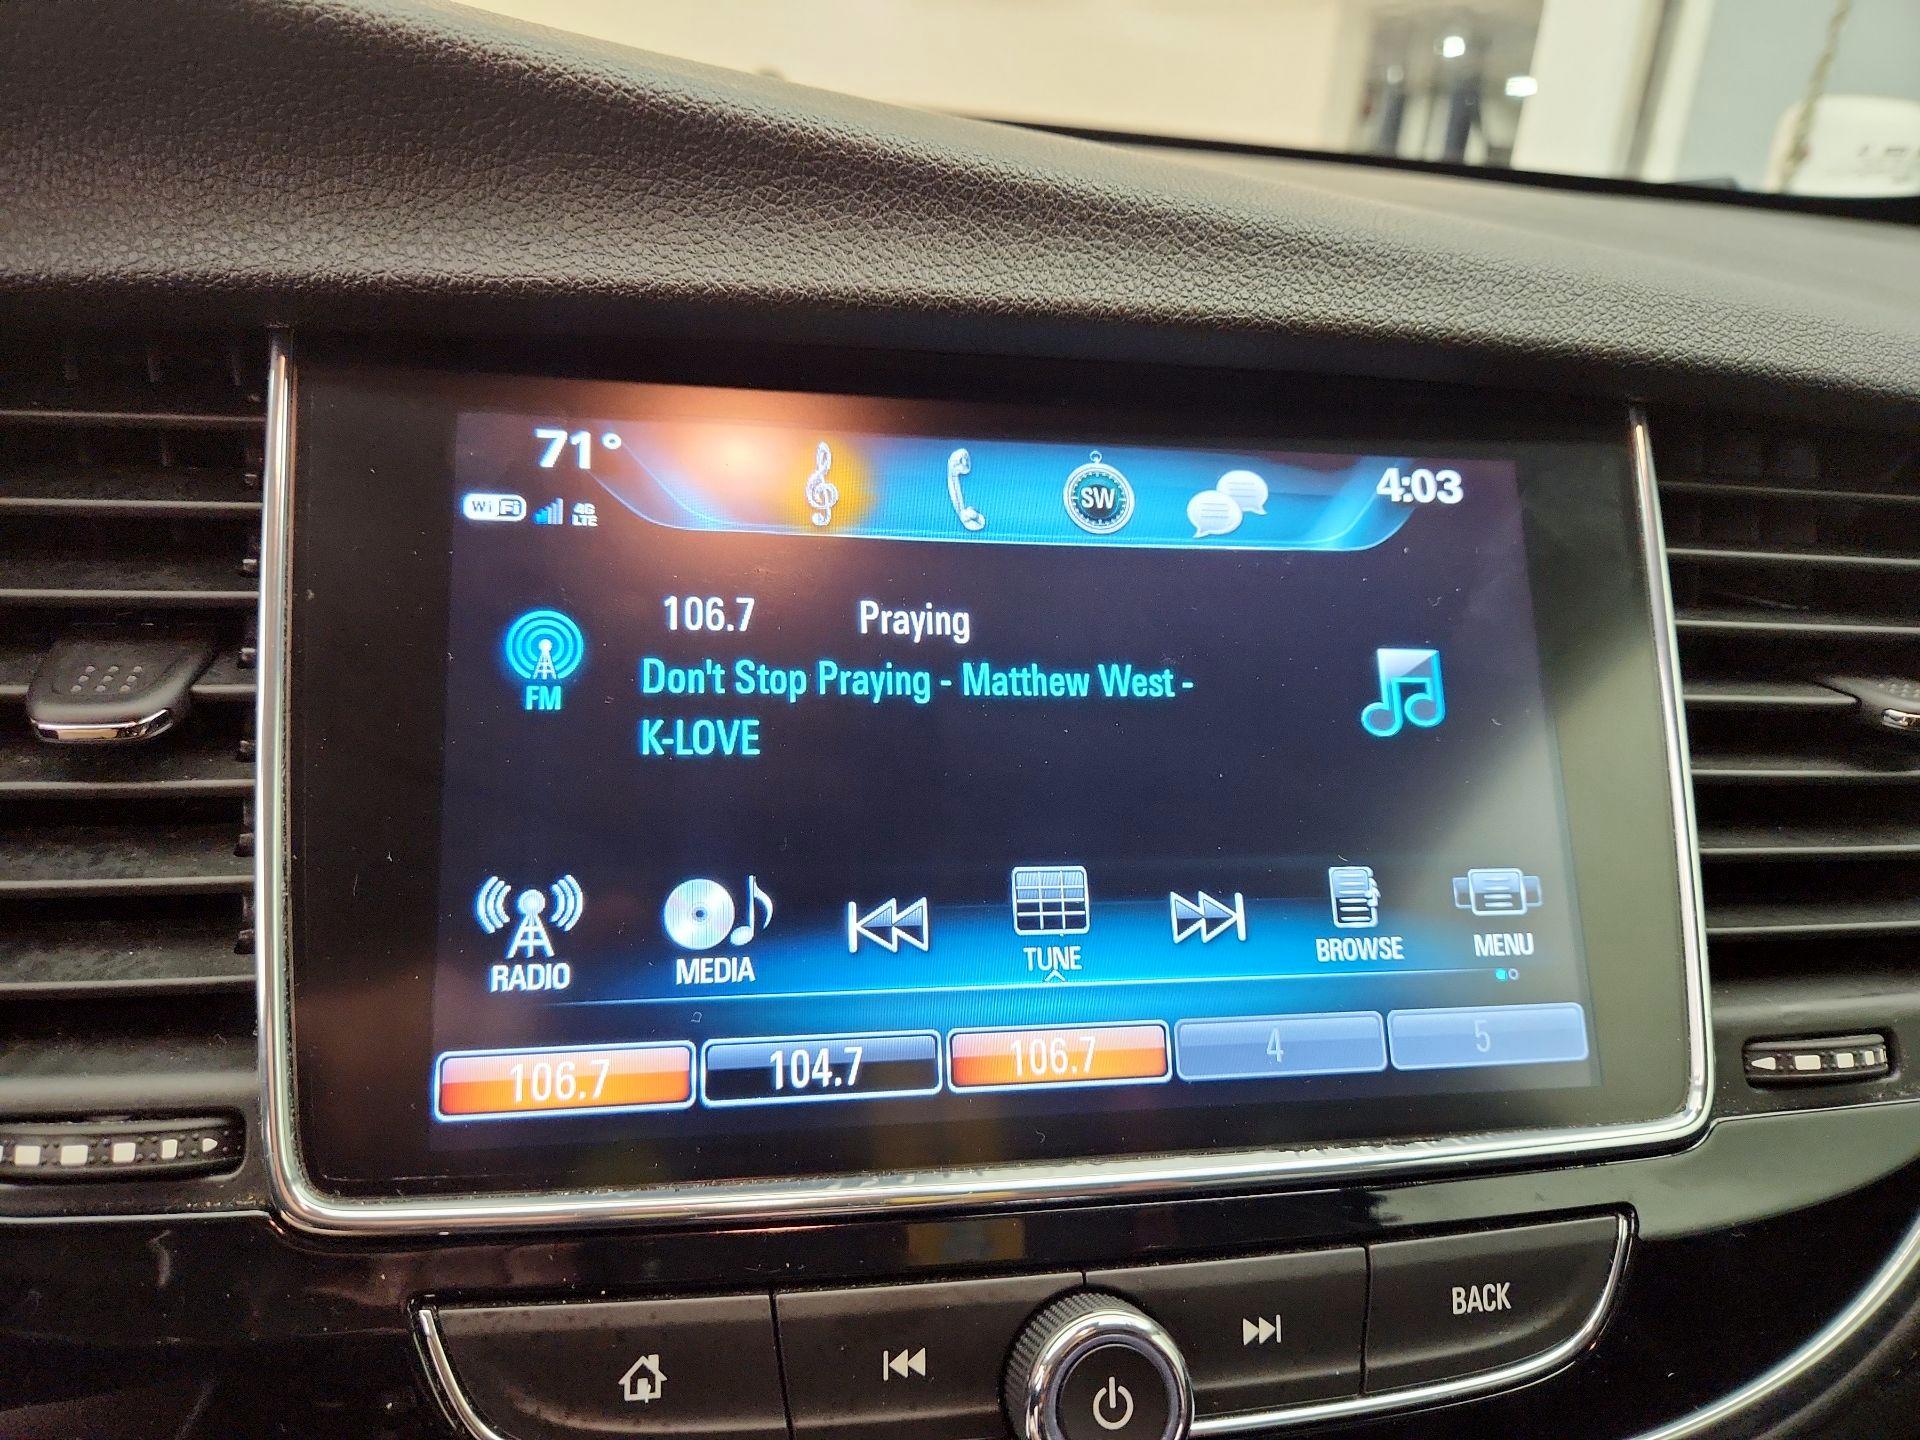 71°
4:03
WiFi
4G
LTE
SW
106.7 Praying
Don't Stop Praying - Matthew West -
K-LOVE
FM
RADIO
MEDIA
TUNE
BROWSE
MENU
106.7
104.7
106.7
4
5
BACK